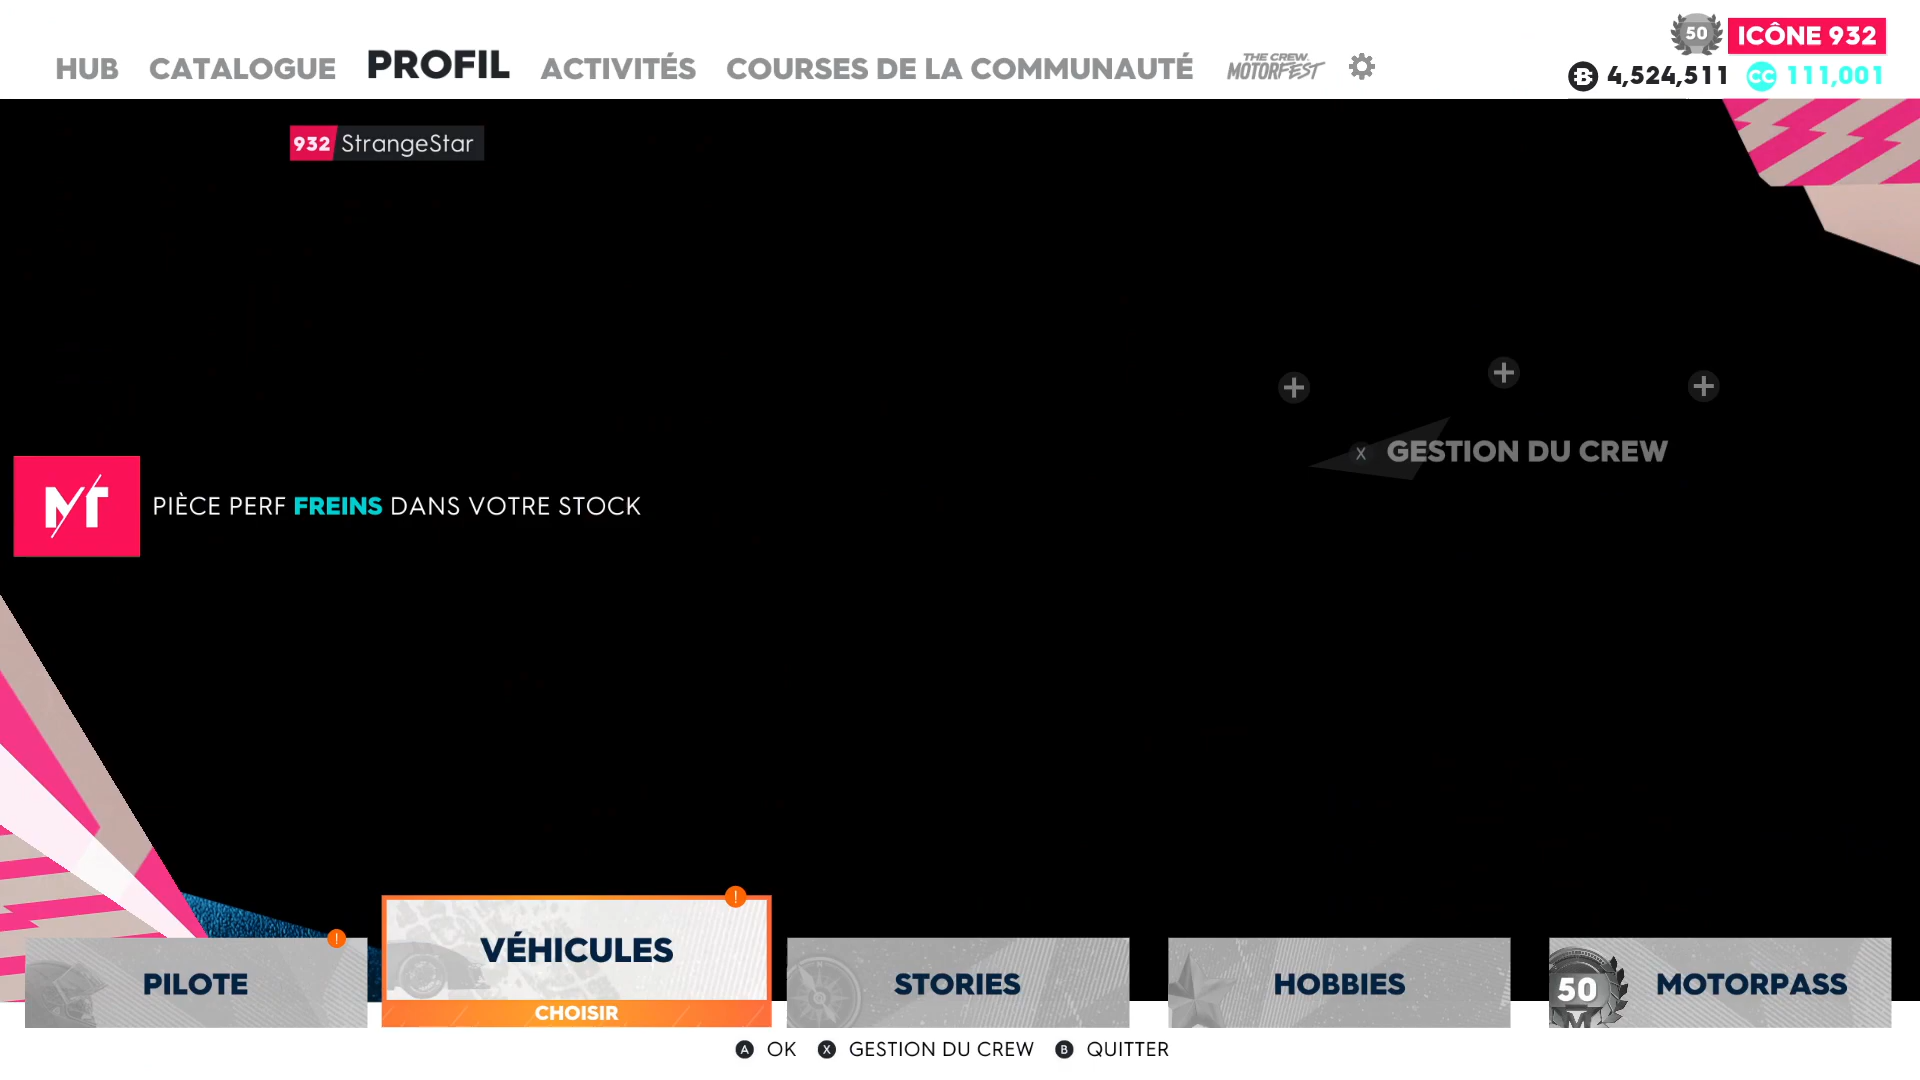 HUB CATALOGUE PROFIL ACTIVITÉS COURSES DE LA COMMUNAUTÉ THE CREW MOTORFEST
50 ICÔNE 932
4,524,511 CC 111,001
932 StrangeStar
X GESTION DU CREW
PIÈCE PERF FREINS DANS VOTRE STOCK
PILOTE
!
VÉHICULES
!
CHOISIR
STORIES
HOBBIES
50 MOTORPASS
A OK X GESTION DU CREW B QUITTER